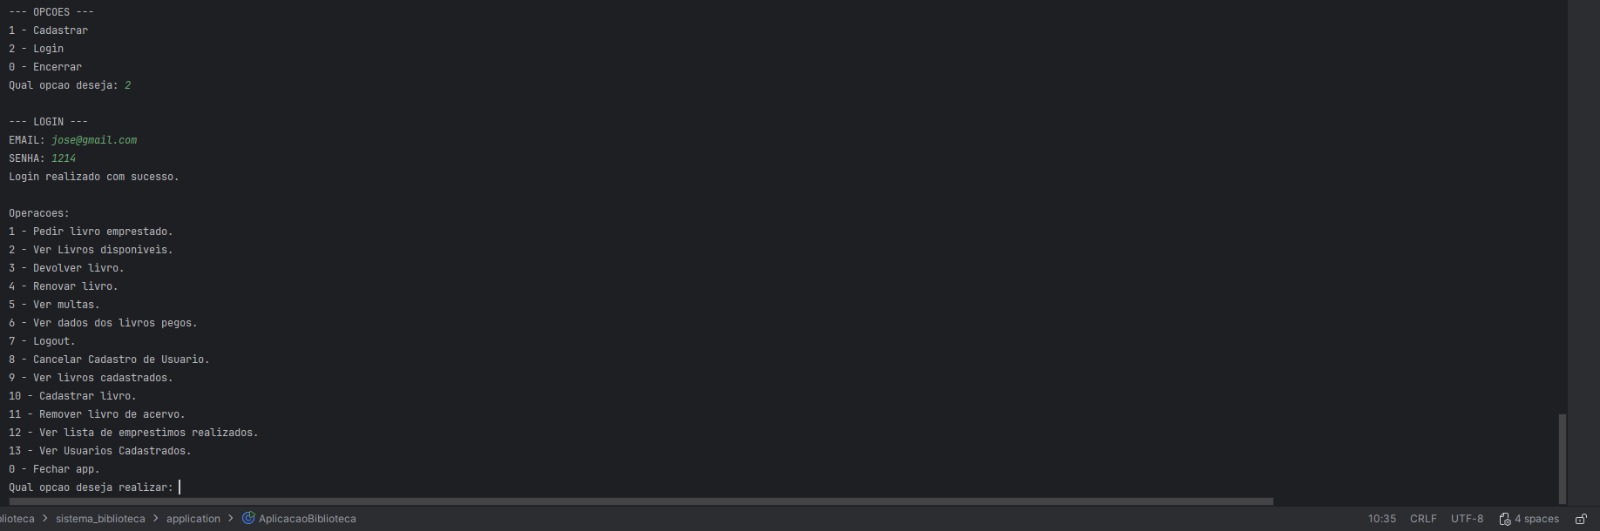 --- OPCOES ---
1 - Cadastrar
2 - Login
0 - Encerrar
Qual opcao deseja: 2
--- LOGIN ---
EMAIL: jose@gmail.com
SENHA: 1214
Login realizado com sucesso.
Operacoes:
1 - Pedir livro emprestado.
2 - Ver Livros disponiveis.
3 - Devolver livro.
4 - Renovar livro.
5 - Ver multas.
6 - Ver dados dos livros pegos.
7 - Logout.
8 - Cancelar Cadastro de Usuario.
9 - Ver livros cadastrados.
10 - Cadastrar livro.
11 - Remover livro de acervo.
12 - Ver lista de emprestimos realizados.
13 - Ver Usuarios Cadastrados.
0 - Fechar app.
Qual opcao deseja realizar:
blioteca > sistema_biblioteca > application > AplicacaoBiblioteca 10:35 CRLF UTF-8 4 spaces